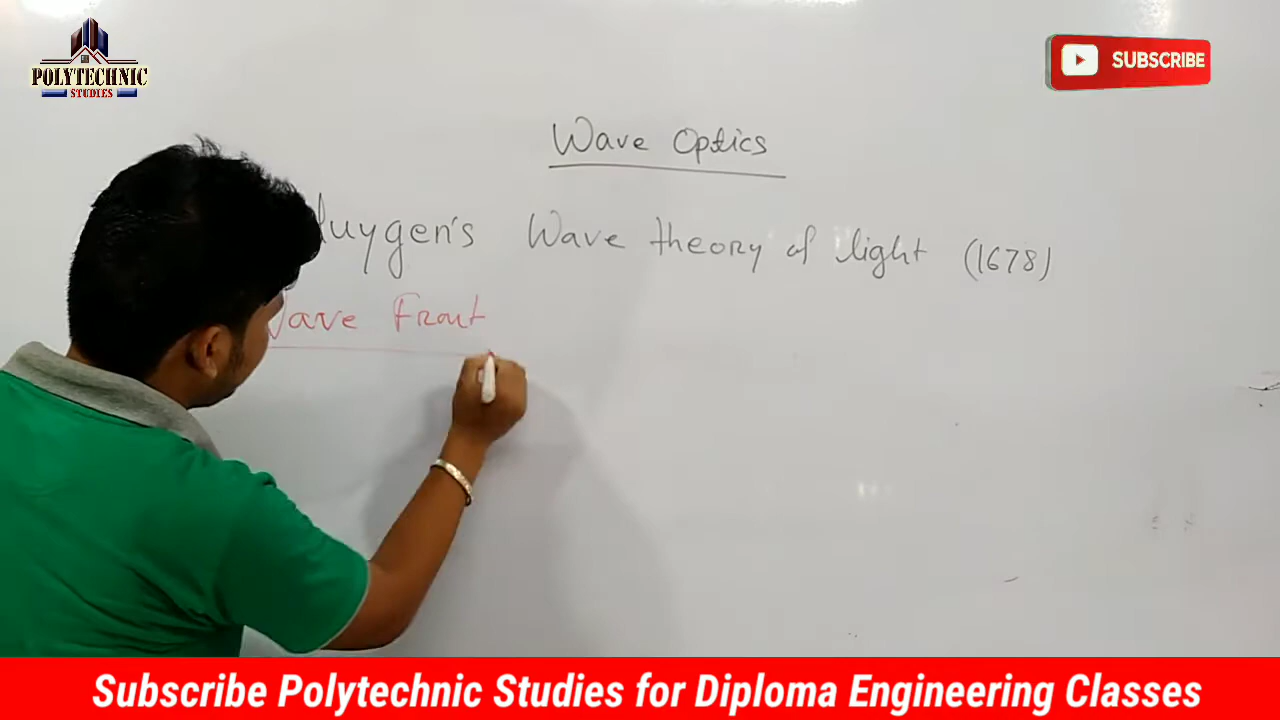 POLYTECHNIC
STUDIES
SUBSCRIBE
Wave Optics
Huygen's Wave theory of light (1678)
Wave Front
Subscribe Polytechnic Studies for Diploma Engineering Classes